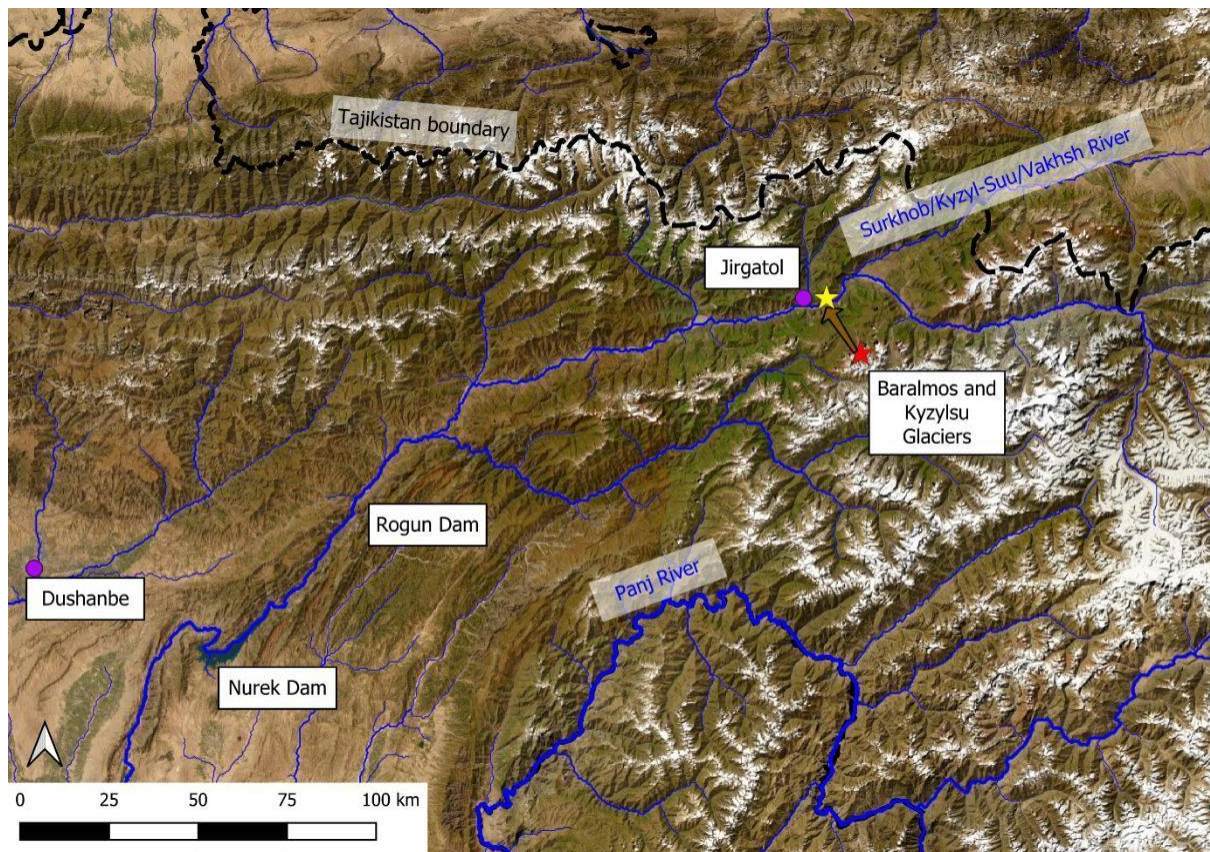 Tajikistan boundary
Surkhob/Kyzyl-Suu/Vakhsh River
Jirgatol
Baralmos and
Kyzylsu
Glaciers
Rogun Dam
Panj River
Dushanbe
Nurek Dam
0 25 50 75 100 km